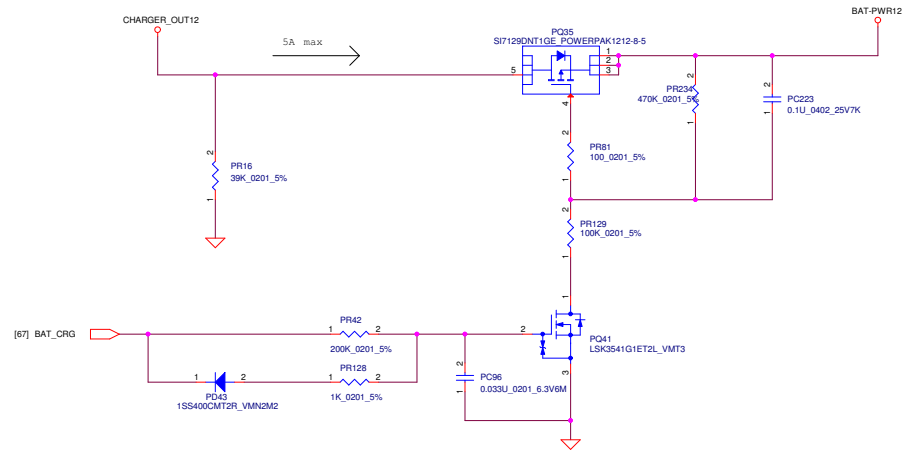 CHARGER_OUT12
BAT-PWR12
5A max
PQ35
SI7129DNT1GE_POWERPAK1212-8-5
5
1
2
3
4
2
PR234
470K_0201_5%
1
2
PC223
0.1U_0402_25V7K
1
2
PR81
100_0201_5%
1
2
PR16
39K_0201_5%
1
2
PR129
100K_0201_5%
1
1
[67] BAT_CRG
1
PR42
2
200K_0201_5%
2
PQ41
LSK3541G1ET2L_VMT3
3
1
2
PD43
1SS400CMT2R_VMN2M2
PR128
1
2
1K_0201_5%
2
PC96
0.033U_0201_6.3V6M
1